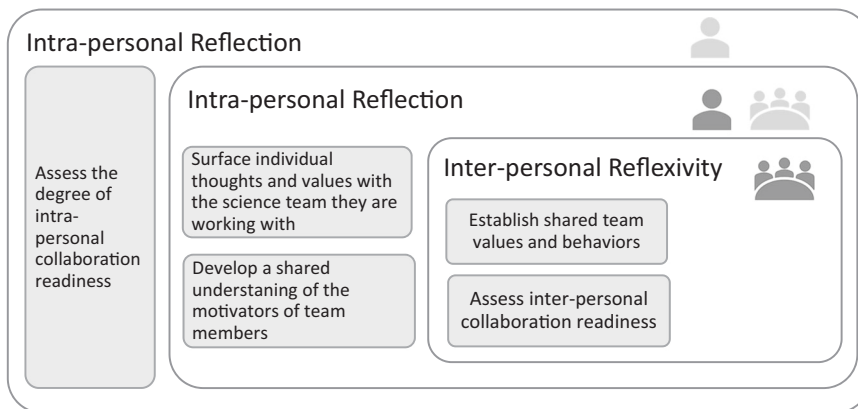 Intra-personal Reflection
Assess the
degree of
intra-
personal
collaboration
readiness
Intra-personal Reflection
Surface individual
thoughts and values with
the science team they are
working with
Develop a shared
understaning of the
motivators of team
members
Inter-personal Reflexivity
Establish shared team
values and behaviors
Assess inter-personal
collaboration readiness